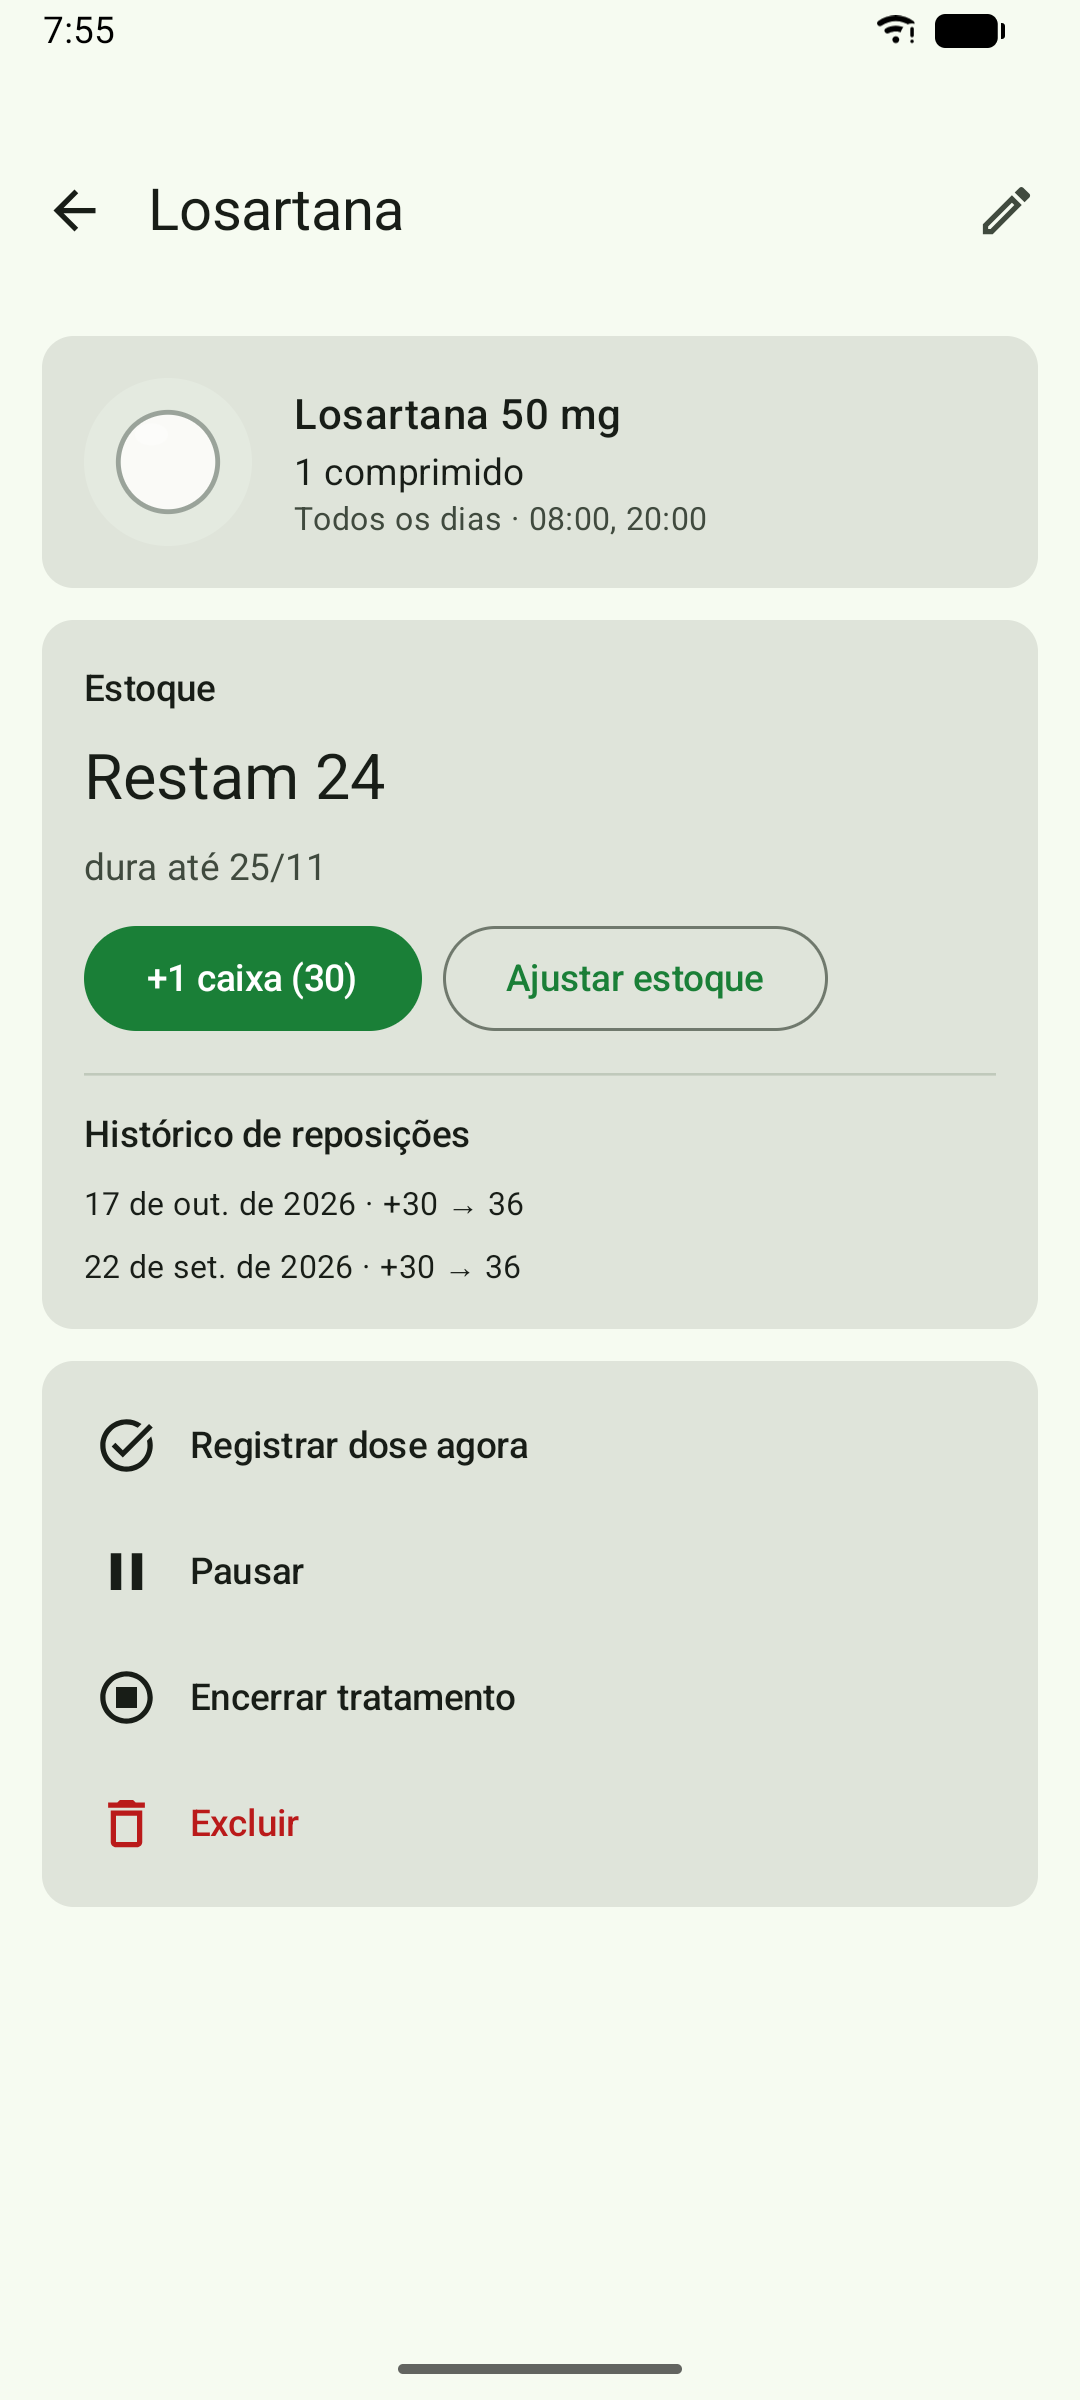 7:55
Losartana
Losartana 50 mg
1 comprimido
Todos os dias · 08:00, 20:00
Estoque
Restam 24
dura até 25/11
+1 caixa (30)
Ajustar estoque
Histórico de reposições
17 de out. de 2026 · +30 → 36
22 de set. de 2026 · +30 → 36
Registrar dose agora
Pausar
Encerrar tratamento
Excluir